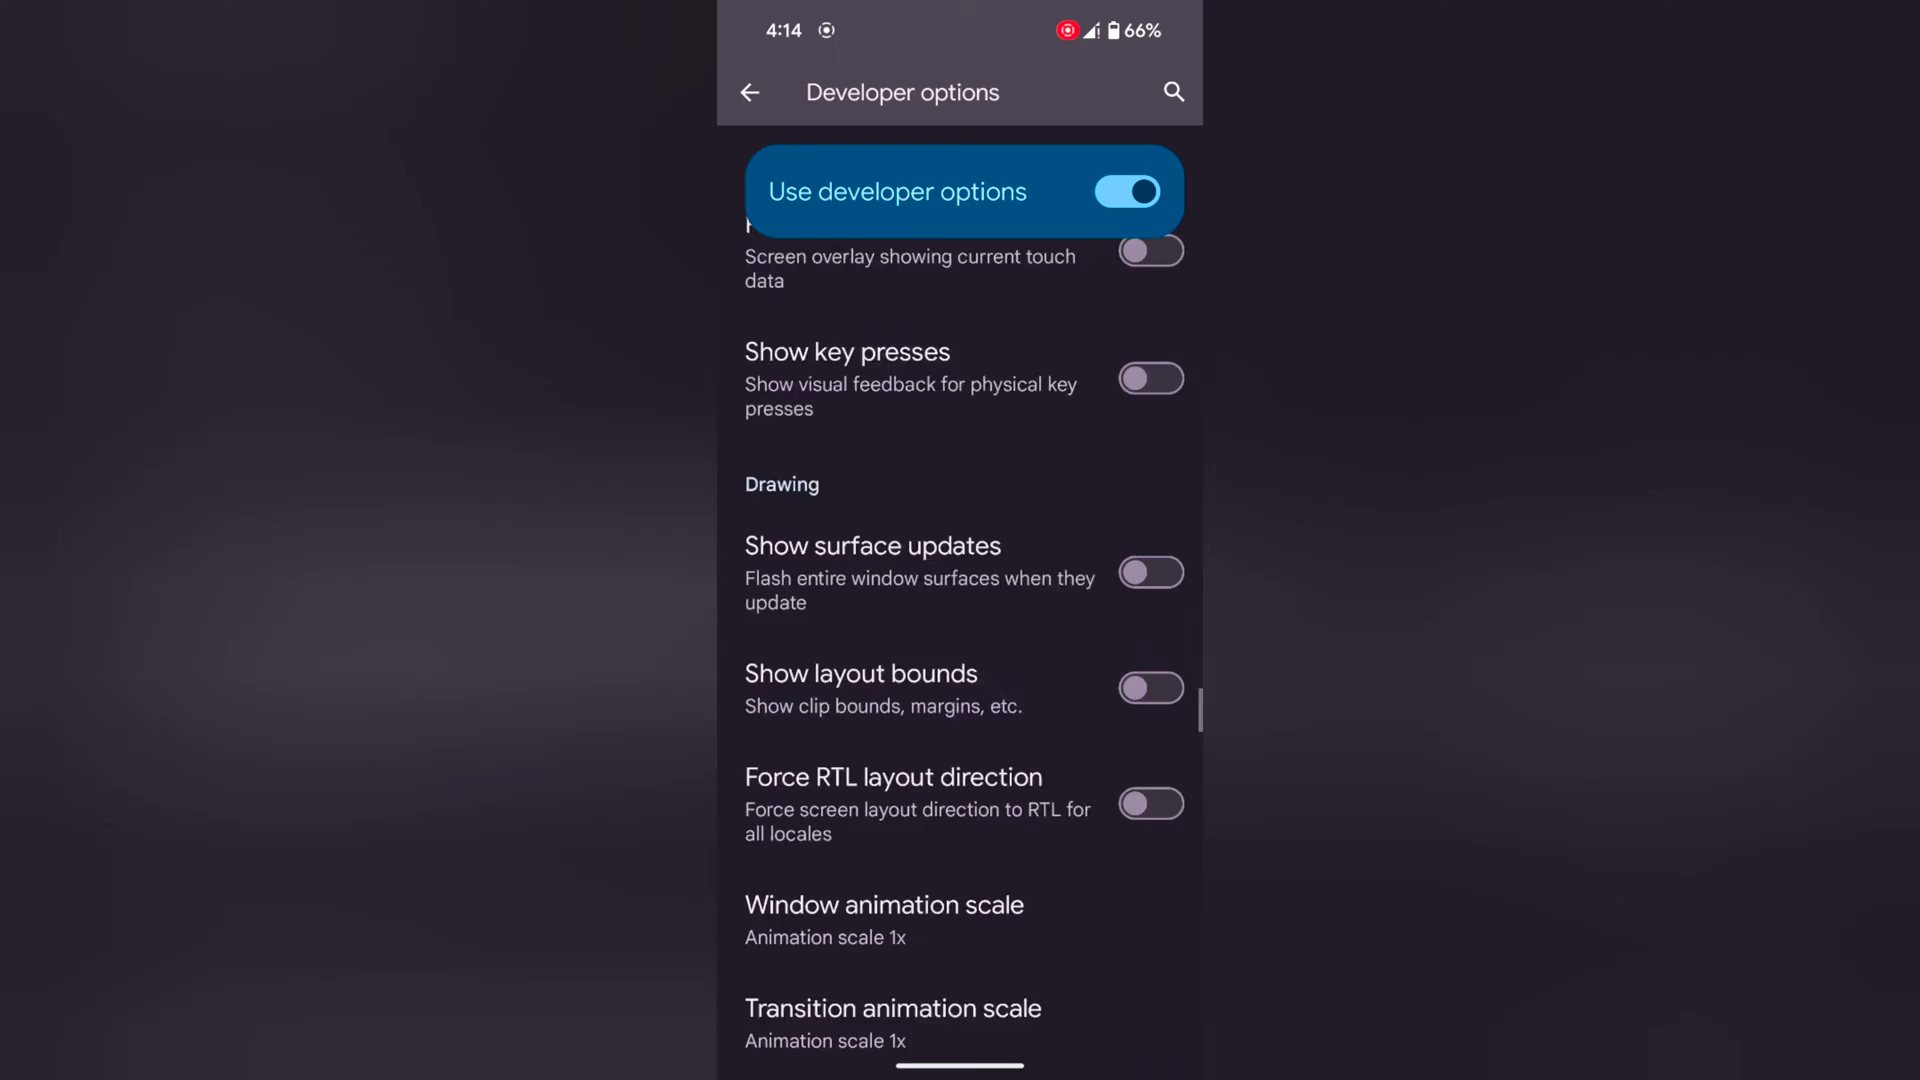 4:14
66%
Developer options
Use developer options
Screen overlay showing current touch
data
Show key presses
Show visual feedback for physical key
presses
Drawing
Show surface updates
Flash entire window surfaces when they
update
Show layout bounds
Show clip bounds, margins, etc.
Force RTL layout direction
Force screen layout direction to RTL for
all locales
Window animation scale
Animation scale 1x
Transition animation scale
Animation scale 1x